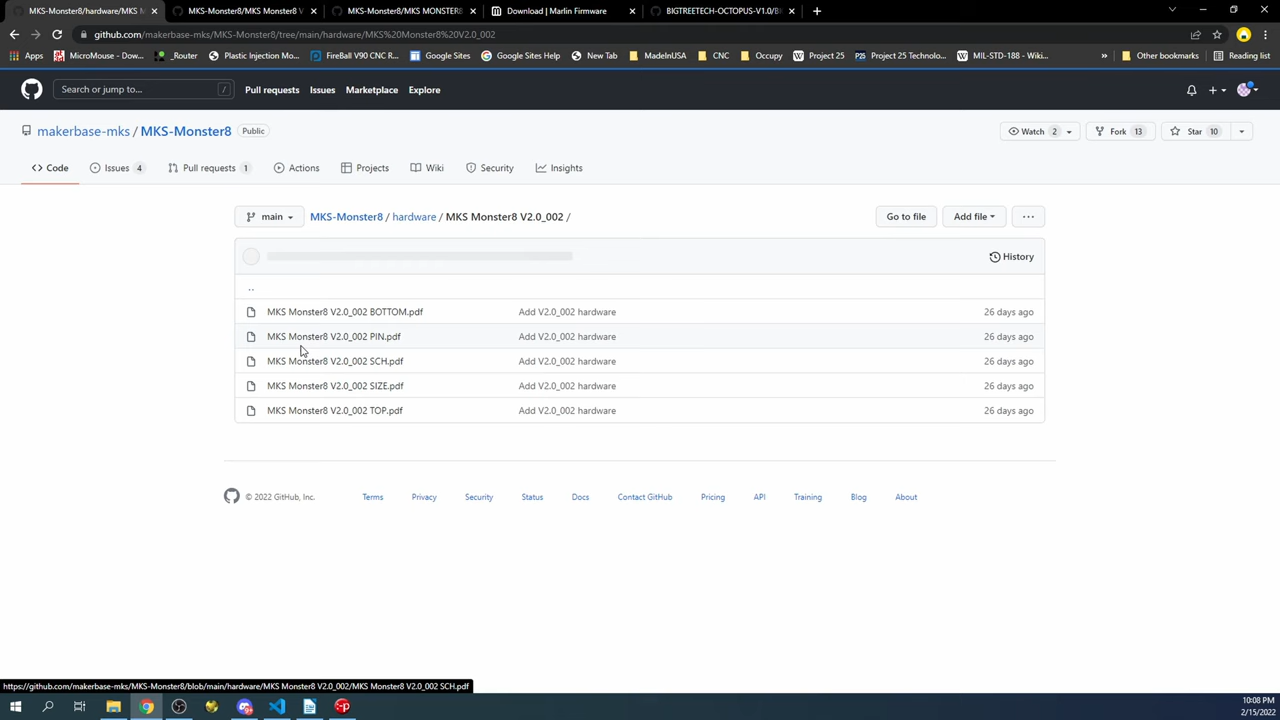 MKS-Monster8/hardware/MKS M
MKS-Monster8/MKS Monster8 V
MKS-Monster8/MKS MONSTER8
Download | Marlin Firmware
BIGTREETECH-OCTOPUS-V1.0/BI
github.com/makerbase-mks/MKS-Monster8/tree/main/hardware/MKS%20Monster8%20V2.0_002
Apps
MicroMouse - Dow...
_Router
Plastic Injection Mo...
FireBall V90 CNC R...
Google Sites
Google Sites Help
New Tab
MadeInUSA
CNC
Occupy
Project 25
Project 25 Technolo...
MIL-STD-188 - Wiki...
»
Other bookmarks
Reading list
Search or jump to...
/
Pull requests
Issues
Marketplace
Explore
makerbase-mks / MKS-Monster8
Public
Watch 2
Fork 13
Star 10
Code
Issues 4
Pull requests 1
Actions
Projects
Wiki
Security
Insights
main
MKS-Monster8 / hardware / MKS Monster8 V2.0_002 /
Go to file
Add file
...
History
..
MKS Monster8 V2.0_002 BOTTOM.pdf Add V2.0_002 hardware 26 days ago
MKS Monster8 V2.0_002 PIN.pdf Add V2.0_002 hardware 26 days ago
MKS Monster8 V2.0_002 SCH.pdf Add V2.0_002 hardware 26 days ago
MKS Monster8 V2.0_002 SIZE.pdf Add V2.0_002 hardware 26 days ago
MKS Monster8 V2.0_002 TOP.pdf Add V2.0_002 hardware 26 days ago
© 2022 GitHub, Inc.
Terms
Privacy
Security
Status
Docs
Contact GitHub
Pricing
API
Training
Blog
About
https://github.com/makerbase-mks/MKS-Monster8/blob/main/hardware/MKS Monster8 V2.0_002/MKS Monster8 V2.0_002 SCH.pdf
10:08 PM
2/15/2022